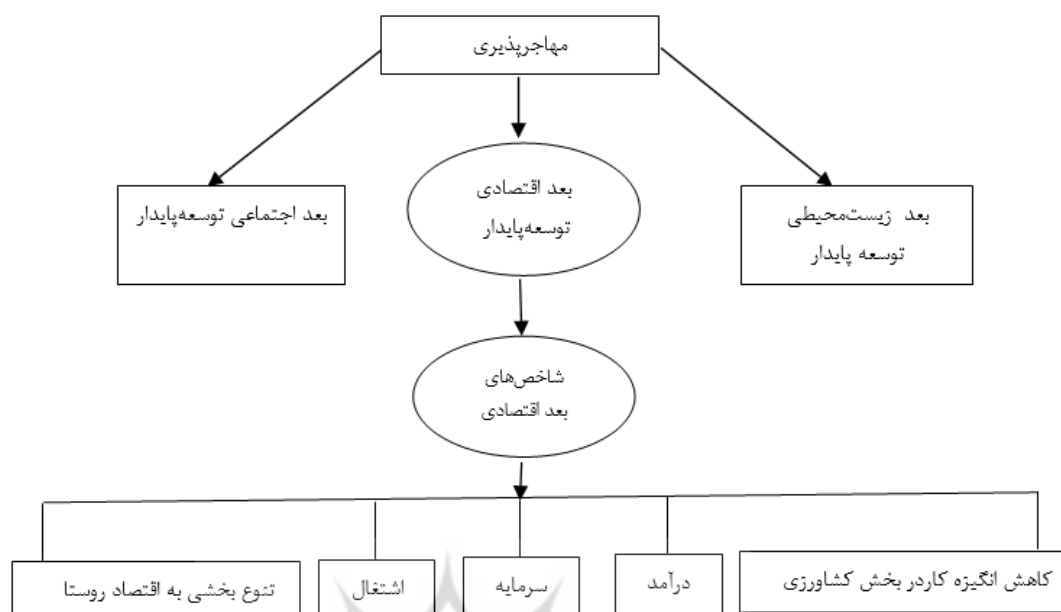 مهاجرپذیری
بعد زیست‌محیطی
توسعه پایدار
بعد اقتصادی
توسعه‌پایدار
بعد اجتماعی توسعه‌پایدار
شاخص‌های
بعد اقتصادی
کاهش انگیزه کاردر بخش کشاورزی
درآمد
سرمایه
اشتغال
تنوع بخشی به اقتصاد روستا